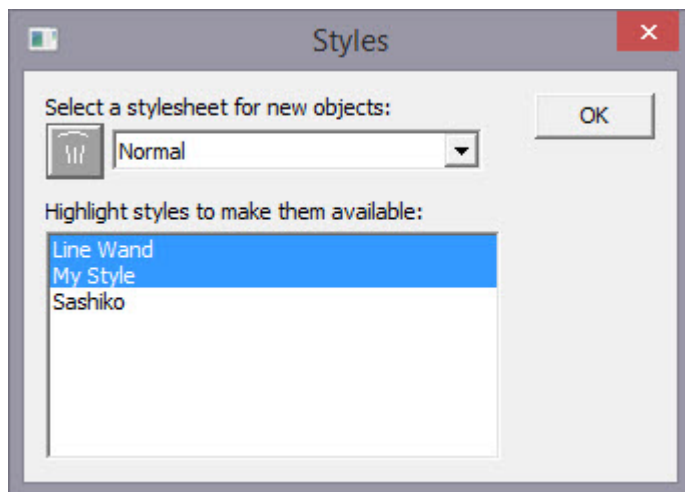 Styles
Select a stylesheet for new objects:
OK
Normal
Highlight styles to make them available:
Line Wand
My Style
Sashiko